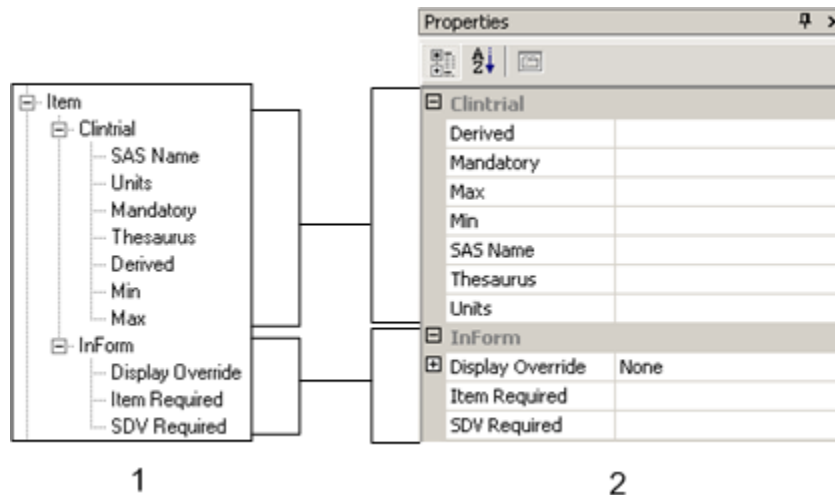 Item
Clintrial
SAS Name
Units
Mandatory
Thesaurus
Derived
Min
Max
InForm
Display Override
Item Required
SDV Required
1
Properties
Clintrial
Derived
Mandatory
Max
Min
SAS Name
Thesaurus
Units
InForm
Display Override None
Item Required
SDV Required
2